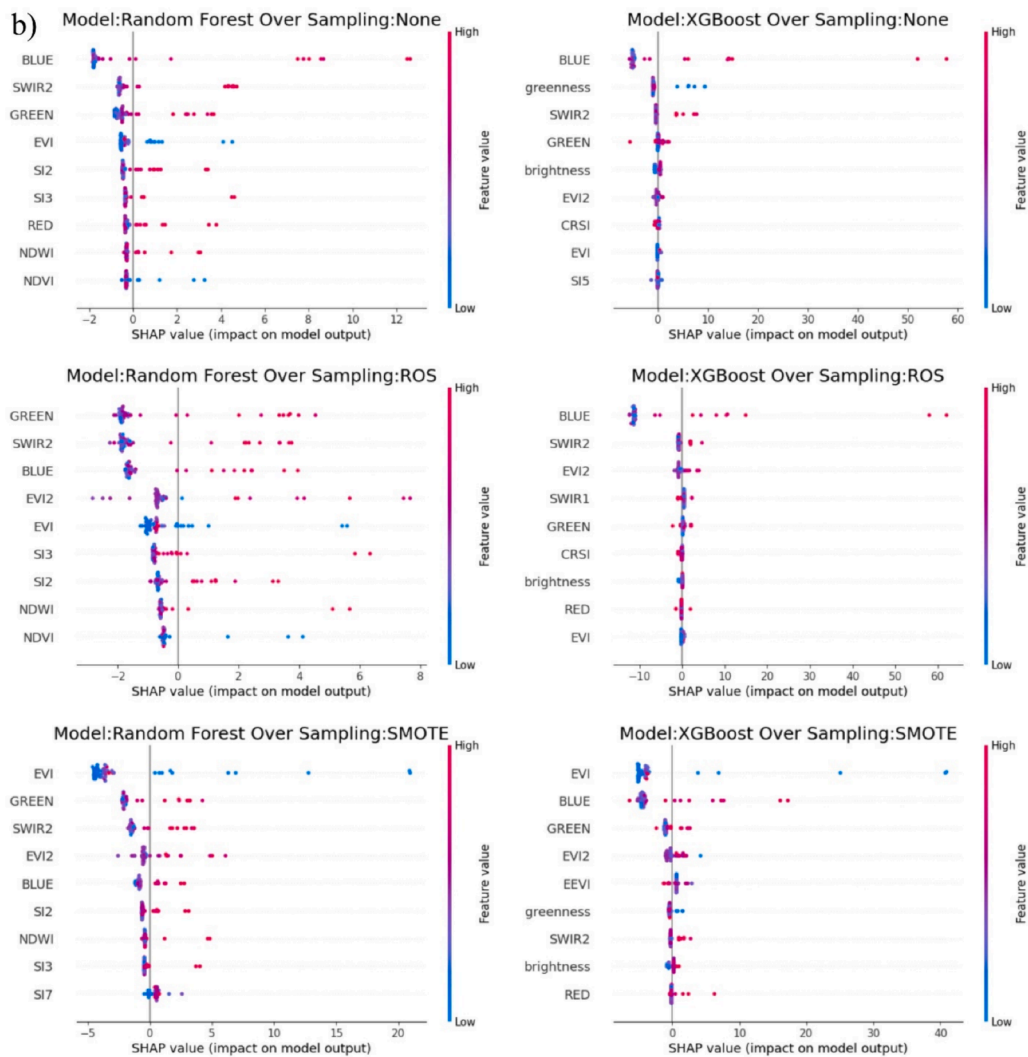 b)
Model:Random Forest Over Sampling:None
High
BLUE
SWIR2
GREEN
EVI
SI2
SI3
RED
NDWI
NDVI
Feature value
Low
−2 0 2 4 6 8 10 12
SHAP value (impact on model output)
Model:XGBoost Over Sampling:None
High
BLUE
greenness
SWIR2
GREEN
brightness
EVI2
CRSI
EVI
SI5
Feature value
Low
0 10 20 30 40 50 60
SHAP value (impact on model output)
Model:Random Forest Over Sampling:ROS
High
GREEN
SWIR2
BLUE
EVI2
EVI
SI3
SI2
NDWI
NDVI
Feature value
Low
−2 0 2 4 6 8
SHAP value (impact on model output)
Model:XGBoost Over Sampling:ROS
High
BLUE
SWIR2
EVI2
SWIR1
GREEN
CRSI
brightness
RED
EVI
Feature value
Low
−10 0 10 20 30 40 50 60
SHAP value (impact on model output)
Model:Random Forest Over Sampling:SMOTE
High
EVI
GREEN
SWIR2
EVI2
BLUE
SI2
NDWI
SI3
SI7
Feature value
Low
−5 0 5 10 15 20
SHAP value (impact on model output)
Model:XGBoost Over Sampling:SMOTE
High
EVI
BLUE
GREEN
EVI2
EEVI
greenness
SWIR2
brightness
RED
Feature value
Low
0 10 20 30 40
SHAP value (impact on model output)